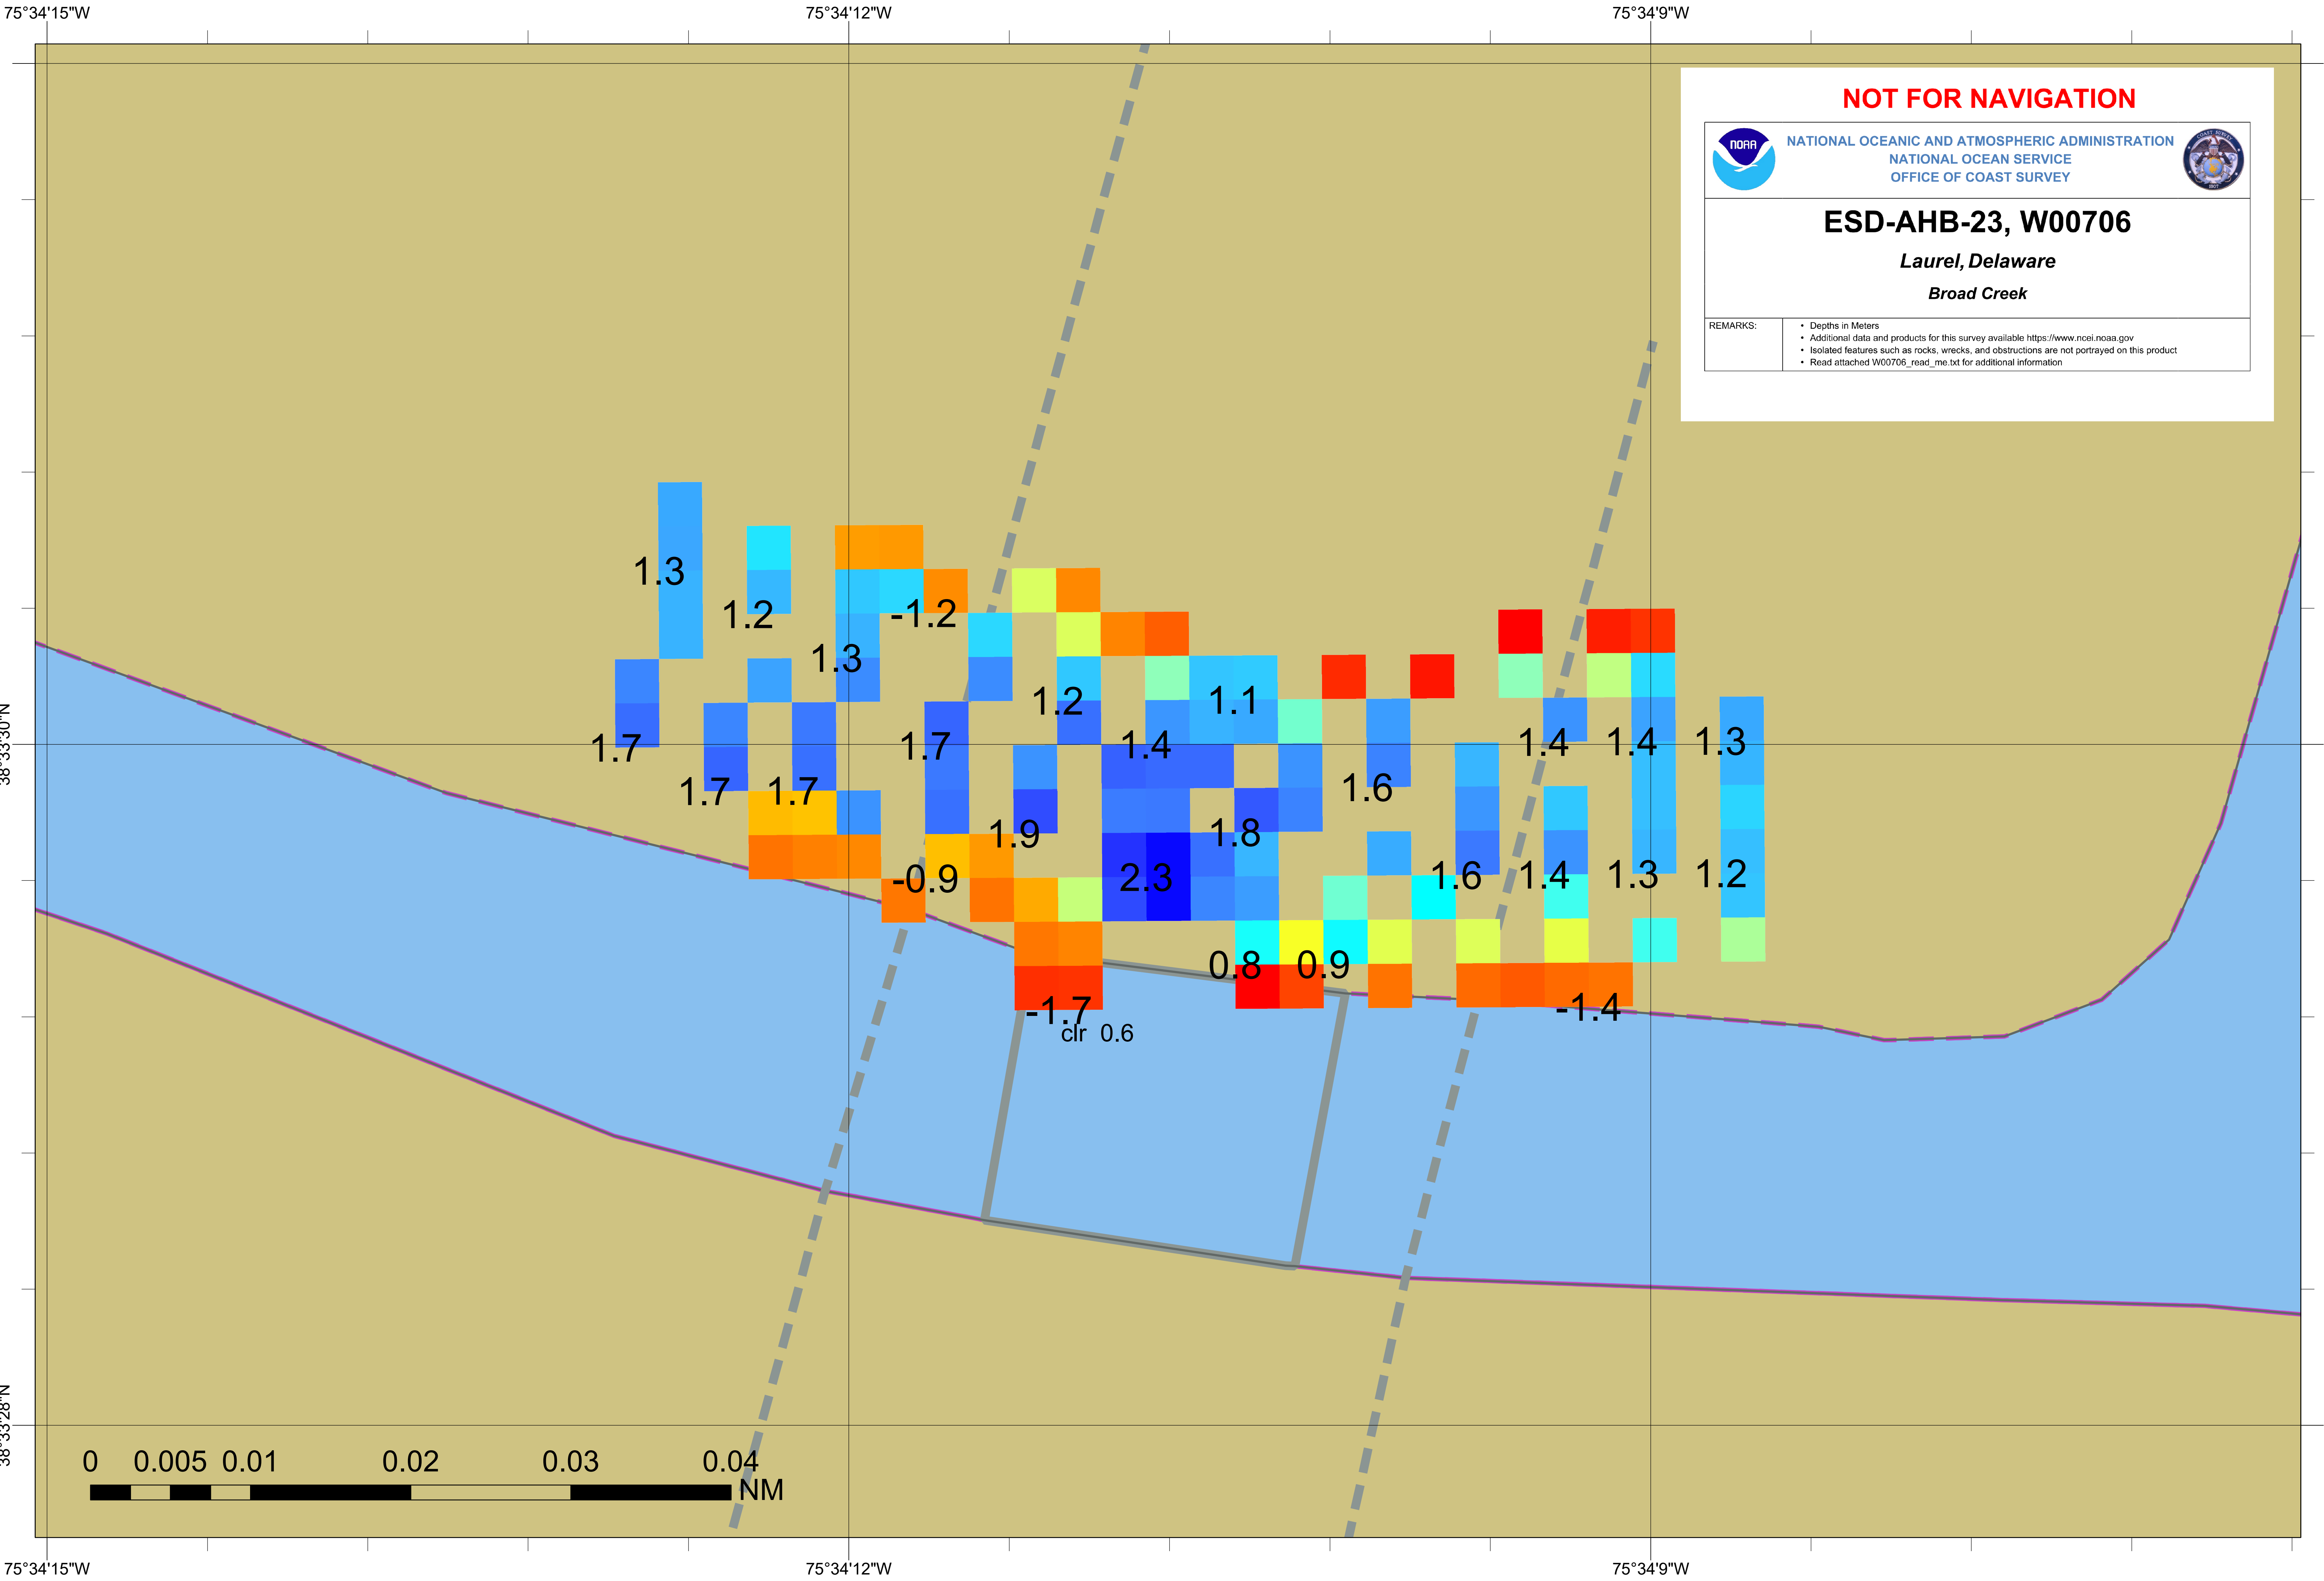 75°34'15"W 75°34'12"W 75°34'9"W
NOT FOR NAVIGATION
NOAA
NATIONAL OCEANIC AND ATMOSPHERIC ADMINISTRATION
NATIONAL OCEAN SERVICE
OFFICE OF COAST SURVEY
COAST SURVEY
1807
ESD-AHB-23, W00706
Laurel, Delaware
Broad Creek
REMARKS:
• Depths in Meters
• Additional data and products for this survey available https://www.ncei.noaa.gov
• Isolated features such as rocks, wrecks, and obstructions are not portrayed on this product
• Read attached W00706_read_me.txt for additional information
1.3
1.2 -1.2
1.3
1.2 1.1
1.7 1.7 1.4 1.4 1.4 1.3
38°33'30"N
1.7 1.7 1.6
1.9 1.8
-0.9 2.3 1.6 1.4 1.3 1.2
0.8 0.9
-1.7 -1.4
clr 0.6
38°33'28"N
0 0.005 0.01 0.02 0.03 0.04
NM
75°34'15"W 75°34'12"W 75°34'9"W